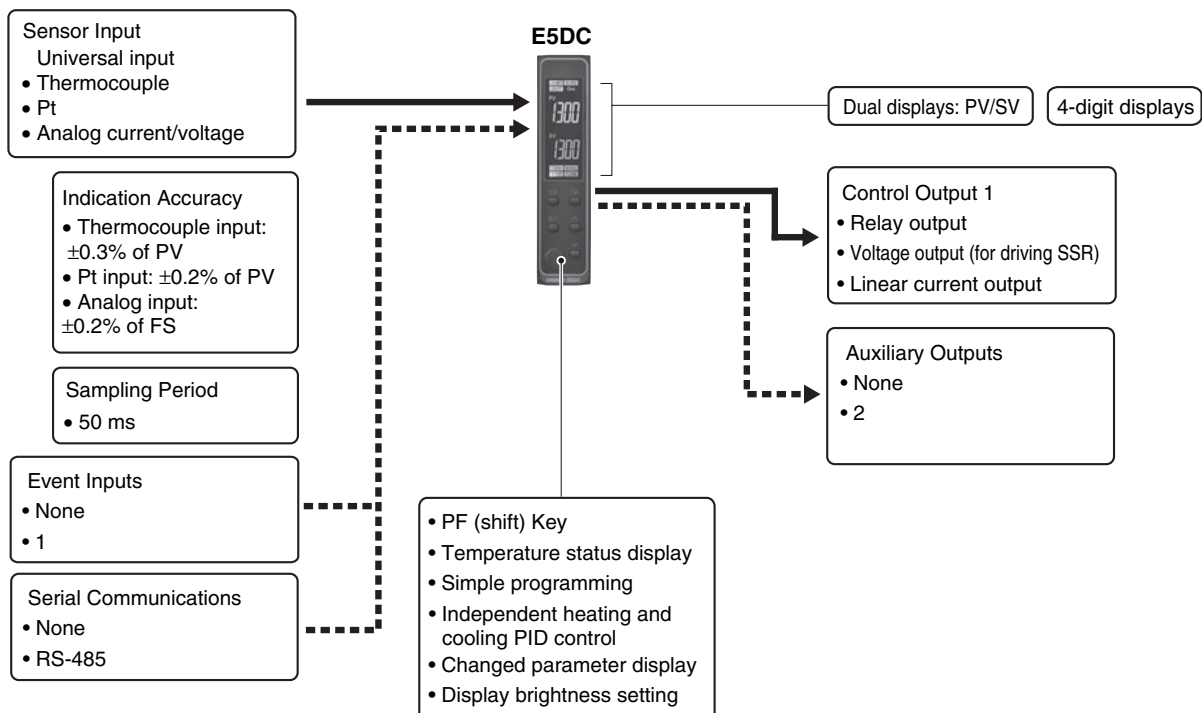 Sensor Input
Universal input
• Thermocouple
• Pt
• Analog current/voltage
Indication Accuracy
• Thermocouple input:
±0.3% of PV
• Pt input: ±0.2% of PV
• Analog input:
±0.2% of FS
Sampling Period
• 50 ms
Event Inputs
• None
• 1
Serial Communications
• None
• RS-485
E5DC
PV
1300
SV
1300
• PF (shift) Key
• Temperature status display
• Simple programming
• Independent heating and
cooling PID control
• Changed parameter display
• Display brightness setting
Dual displays: PV/SV
4-digit displays
Control Output 1
• Relay output
• Voltage output (for driving SSR)
• Linear current output
Auxiliary Outputs
• None
• 2